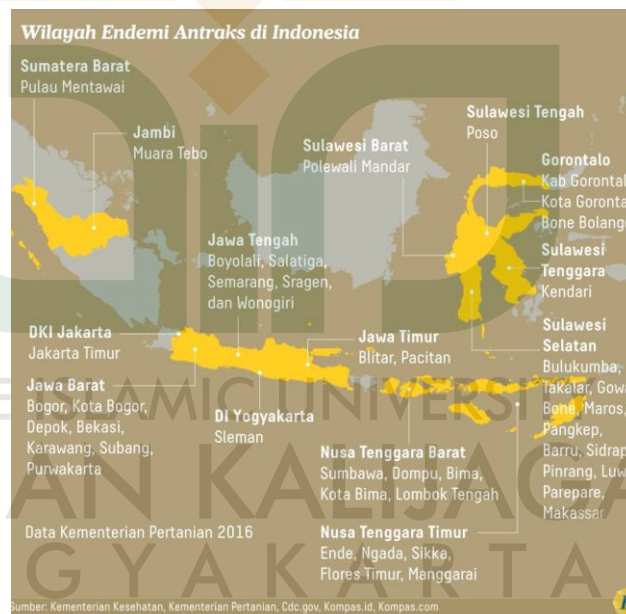 Wilayah Endemi Antraks di Indonesia
Sumatera Barat
Pulau Mentawai
Jambi
Muara Tebo
Sulawesi Tengah
Poso
Sulawesi Barat
Polewali Mandar
Gorontalo
Kab Gorontal
Kota Goronta
Bone Bolang
Jawa Tengah
Boyolali, Salatiga,
Semarang, Sragen,
dan Wonogiri
Sulawesi
Tenggara
Kendari
DKI Jakarta
Jakarta Timur
Jawa Timur
Blitar, Pacitan
Sulawesi
Selatan
Bulukumba,
Takalar, Gowa
Bone, Maros,
Pangkep,
Barru, Sidrap
Pinrang, Luw
Parepare,
Makassar
Jawa Barat
Bogor, Kota Bogor,
Depok, Bekasi,
Karawang, Subang,
Purwakarta
DI Yogyakarta
Sleman
Nusa Tenggara Barat
Sumbawa, Dompu, Bima,
Kota Bima, Lombok Tengah
Nusa Tenggara Timur
Ende, Ngada, Sikka,
Flores Timur, Manggarai
Data Kementerian Pertanian 2016
Sumber: Kementerian Kesehatan, Kementerian Pertanian, Cdc.gov, Kompas.id, Kompas.com
E ISLAMIC UNIVERSIT
AN KALIJAGA
GYAKARTA